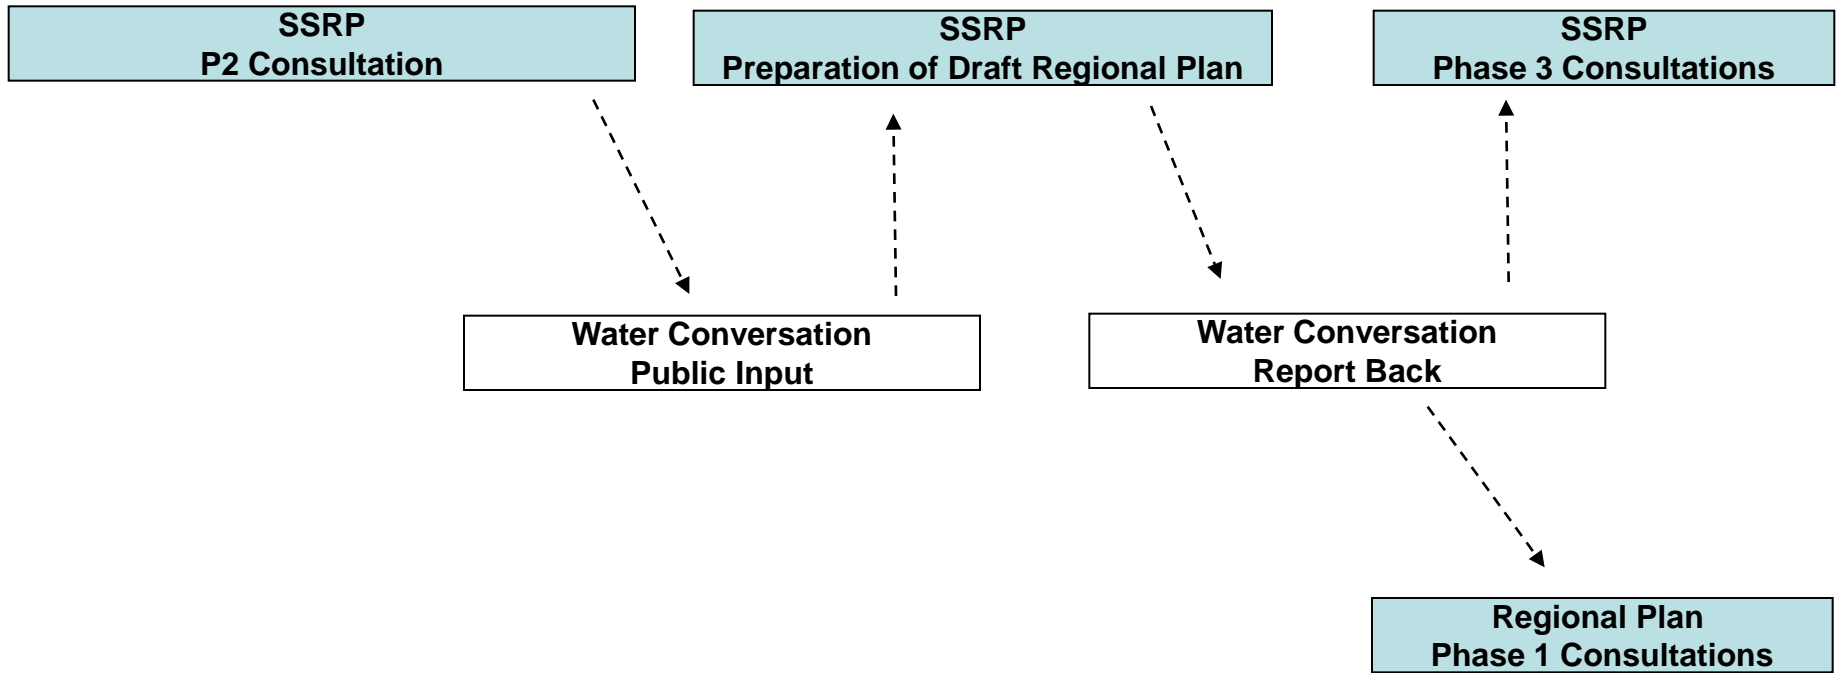 SSRP
P2 Consultation
SSRP
Preparation of Draft Regional Plan
SSRP
Phase 3 Consultations
Water Conversation
Public Input
Water Conversation
Report Back
Regional Plan
Phase 1 Consultations